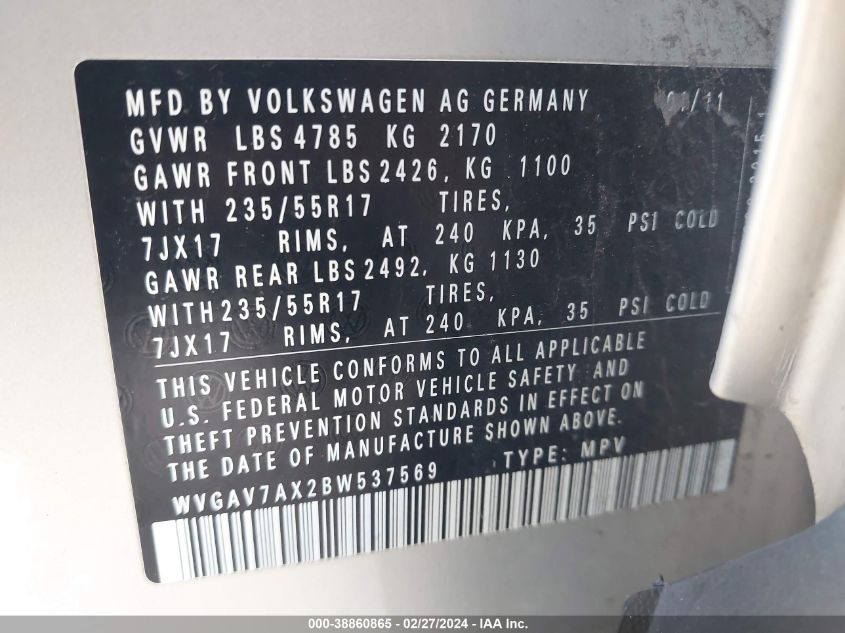 MFD BY VOLKSWAGEN AG GERMANY /11
GVWR LBS 4785 KG 2170
GAWR FRONT LBS 2426, KG 1100
WITH 235/55R17 TIRES,
7JX17 RIMS, AT 240 KPA, 35 PSI COLD
GAWR REAR LBS 2492, KG 1130
WITH 235/55R17 TIRES,
7JX17 RIMS, AT 240 KPA, 35 PSI COLD
THIS VEHICLE CONFORMS TO ALL APPLICABLE
U.S. FEDERAL MOTOR VEHICLE SAFETY AND
THEFT PREVENTION STANDARDS IN EFFECT ON
THE DATE OF MANUFACTURE SHOWN ABOVE.
WVGAV7AX2BW537569 TYPE: MPV
000-38860865 - 02/27/2024 - IAA Inc.